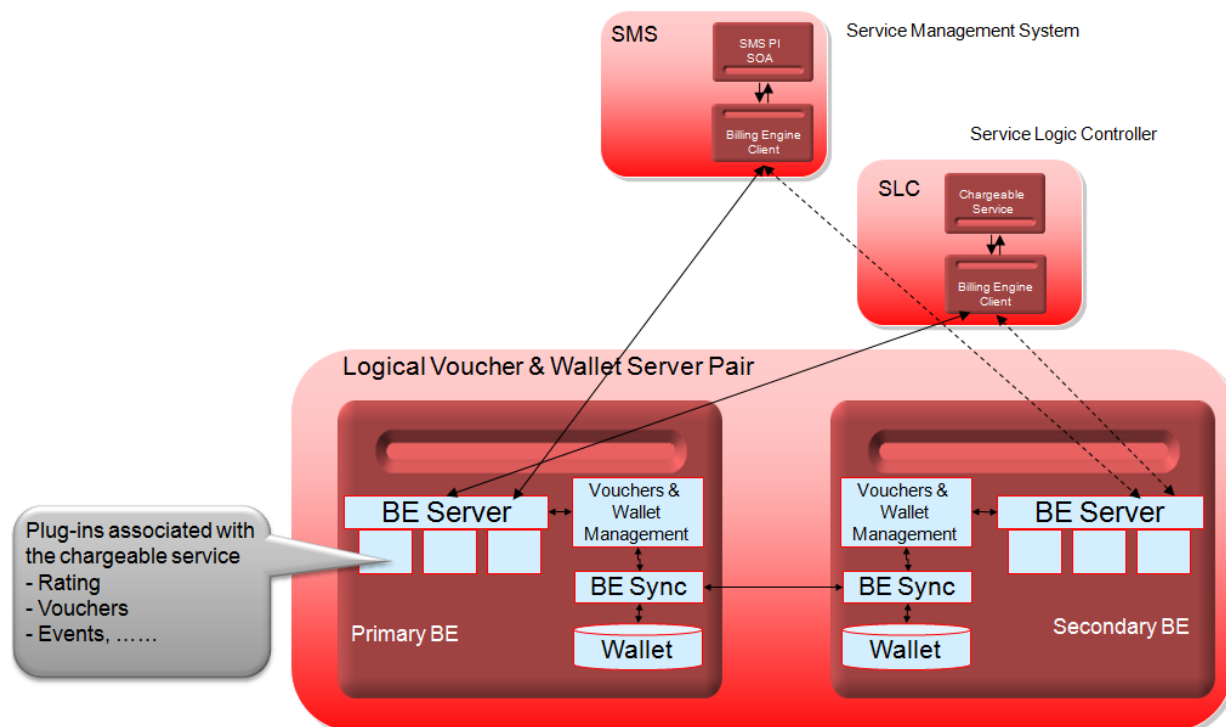 SMS
SMS PI
SOA
Service Management System
Billing Engine
Client
Service Logic Controller
SLC
Chargeable
Service
Billing Engine
Client
Logical Voucher & Wallet Server Pair
BE Server
Vouchers &
Wallet
Management
Vouchers &
Wallet
Management
BE Server
Plug-ins associated with
the chargeable service
- Rating
- Vouchers
- Events, ……
BE Sync
BE Sync
Primary BE
Secondary BE
Wallet
Wallet